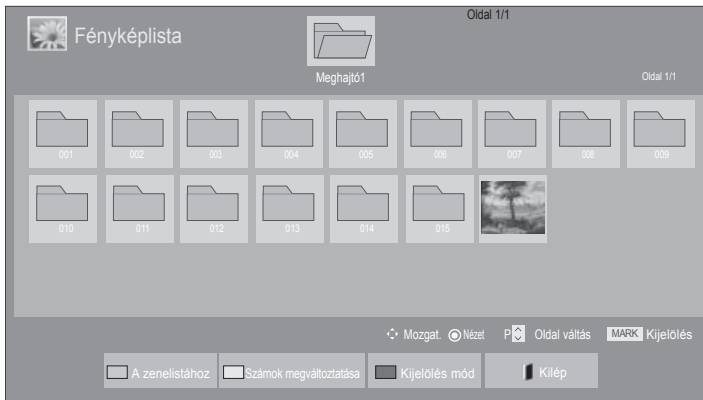 Oldal 1/1
Fényképlista
Meghajtó1
Oldal 1/1
001 002 003 004 005 006 007 008 009
010 011 012 013 014 015
Mozgat. Nézet P Oldal váltás MARK Kijelölés
A zenelistához Számok megváltoztatása Kijelölés mód Kilép